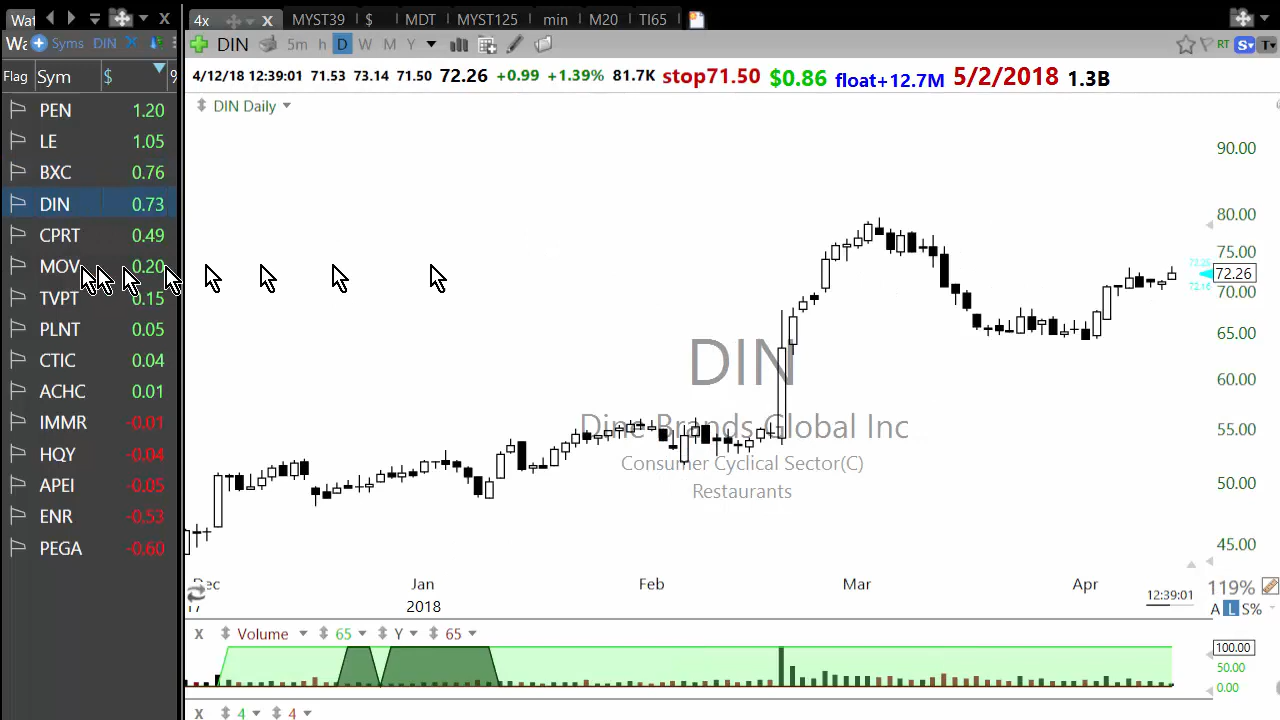 Wat
4x X MYST39 $ MDT MYST125 min M20 TI65
Wa Syms DIN X
DIN 5m h D W M Y RT S T
Flag Sym $ %
4/12/18 12:39:01 71.53 73.14 71.50 72.26 +0.99 +1.39% 81.7K stop71.50 $0.86 float+12.7M 5/2/2018 1.3B
DIN Daily
PEN 1.20
LE 1.05
BXC 0.76
DIN 0.73
CPRT 0.49
MOV 0.20
TVPT 0.15
PLNT 0.05
CTIC 0.04
ACHC 0.01
IMMR -0.01
HQY -0.04
APEI -0.05
ENR -0.53
PEGA -0.60
90.00
80.00
75.00
72.26
70.00
65.00
60.00
55.00
50.00
45.00
72.16
DIN
Dine Brands Global Inc
Consumer Cyclical Sector(C)
Restaurants
Dec Jan Feb Mar Apr
17 2018
12:39:01
119%
A L S%
X Volume 65 Y 65
100.00
50.00
0.00
X 4 4